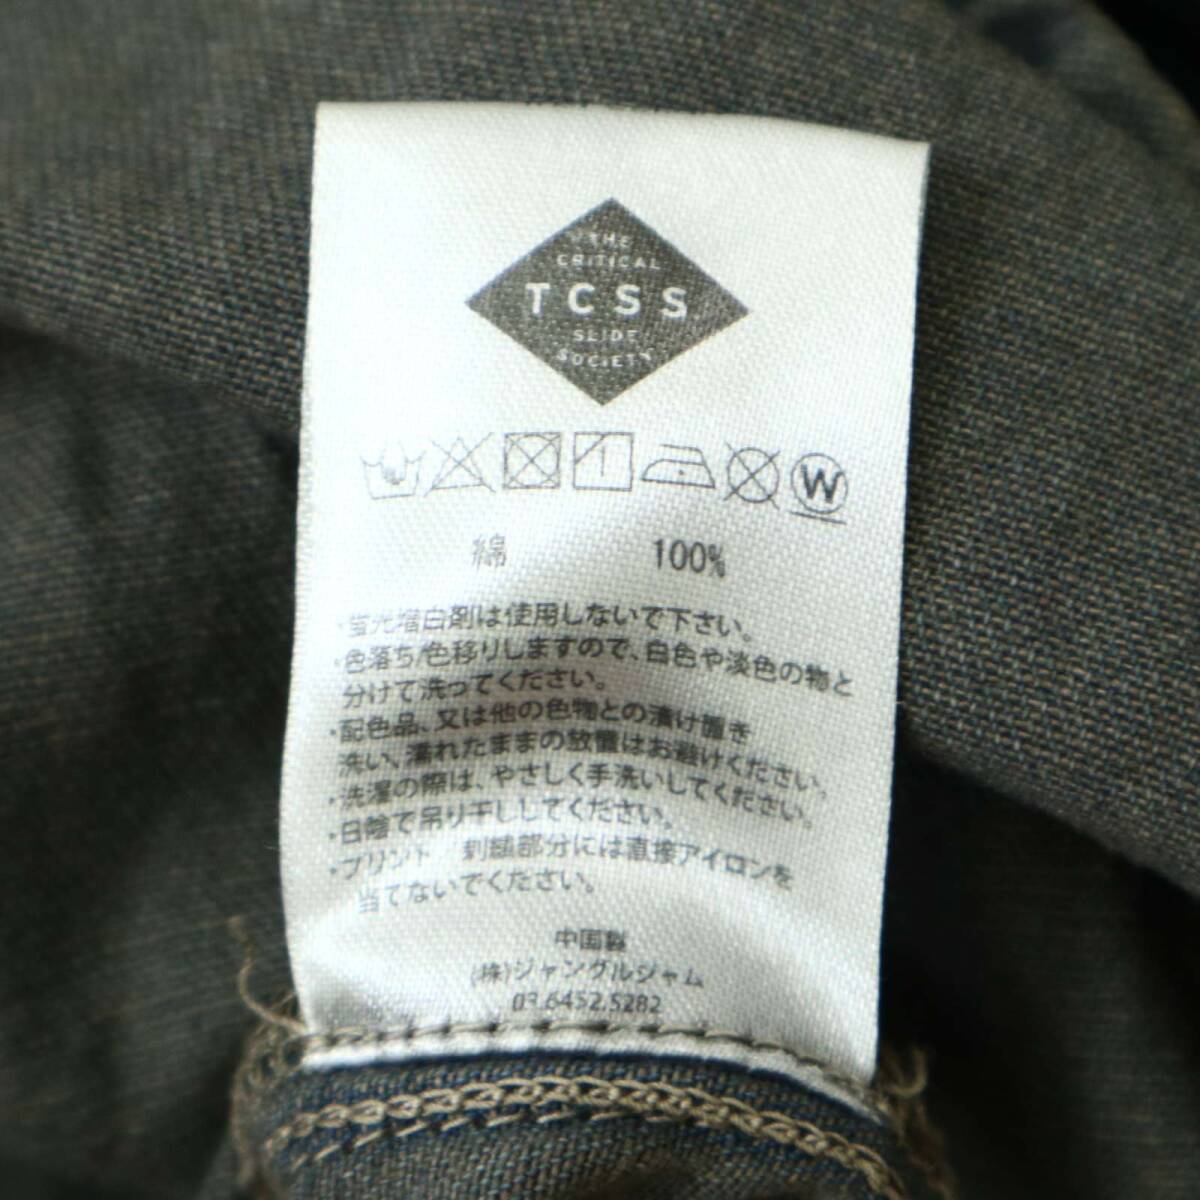 THE
CRITICAL
TCSS
SLIDE
SOCIETY
W
綿 100%
・蛍光増白剤は使用しないで下さい。
・色落ち/色移りしますので、白色や淡色の物と
分けて洗ってください。
・配色品、又は他の色物との漬け置き
洗い、濡れたままの放置はお避けください。
・洗濯の際は、やさしく手洗いしてください。
・日陰で吊り干ししてください。
・プリント/刺繍部分には直接アイロンを
当てないでください。
中国製
(株)ジャングルジャム
03.6452.5282